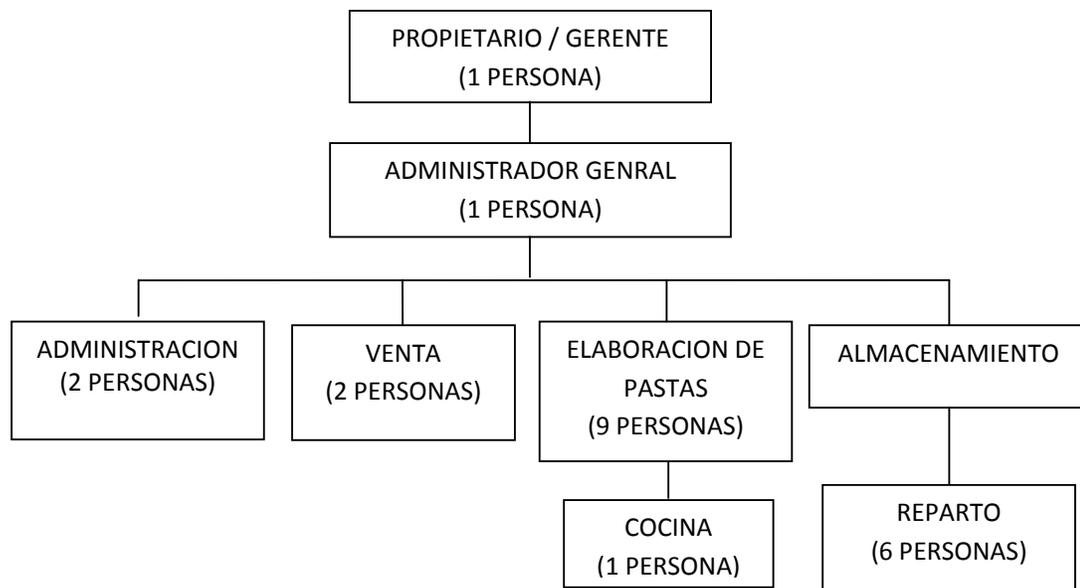 PROPIETARIO / GERENTE
(1 PERSONA)
ADMINISTRADOR GENRAL
(1 PERSONA)
ADMINISTRACION
(2 PERSONAS)
VENTA
(2 PERSONAS)
ELABORACION DE
PASTAS
(9 PERSONAS)
ALMACENAMIENTO
COCINA
(1 PERSONA)
REPARTO
(6 PERSONAS)